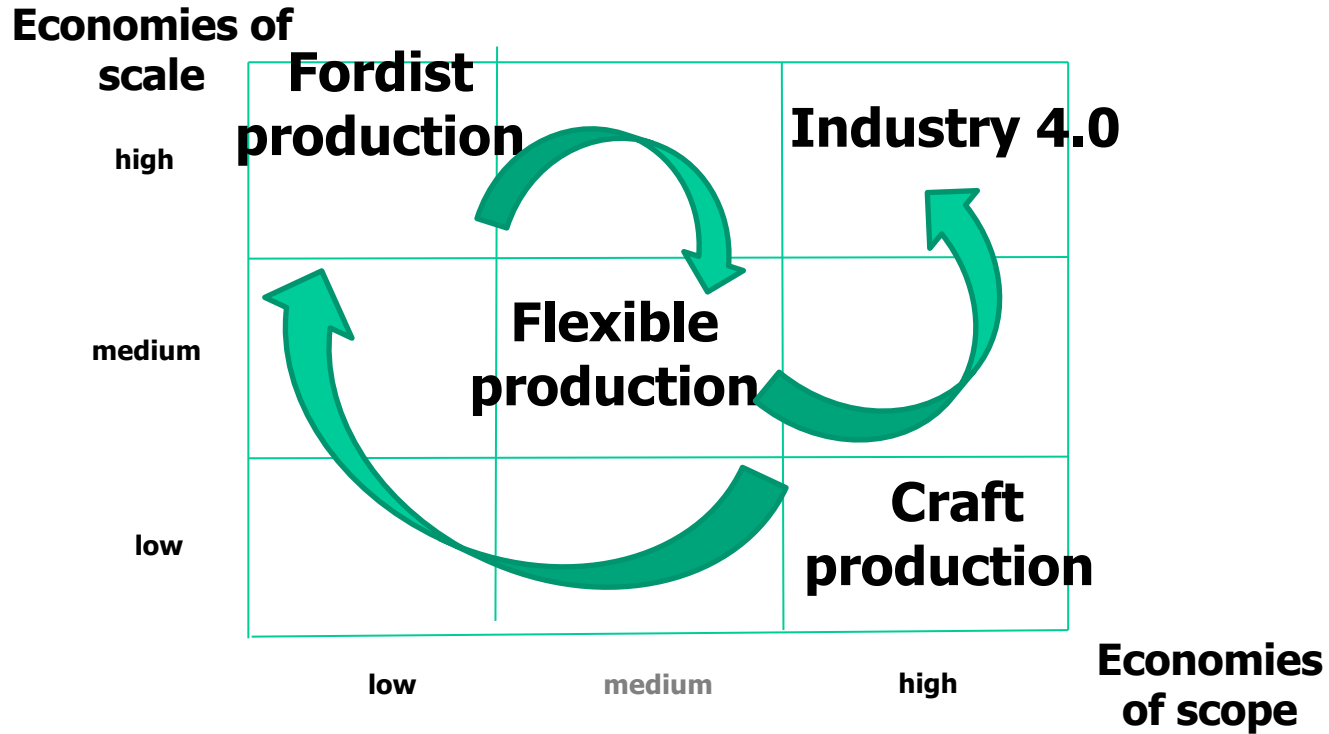 Economies of
scale
Fordist
production
Industry 4.0
high
Flexible
production
medium
Craft
production
low
low
medium
high
Economies
of scope